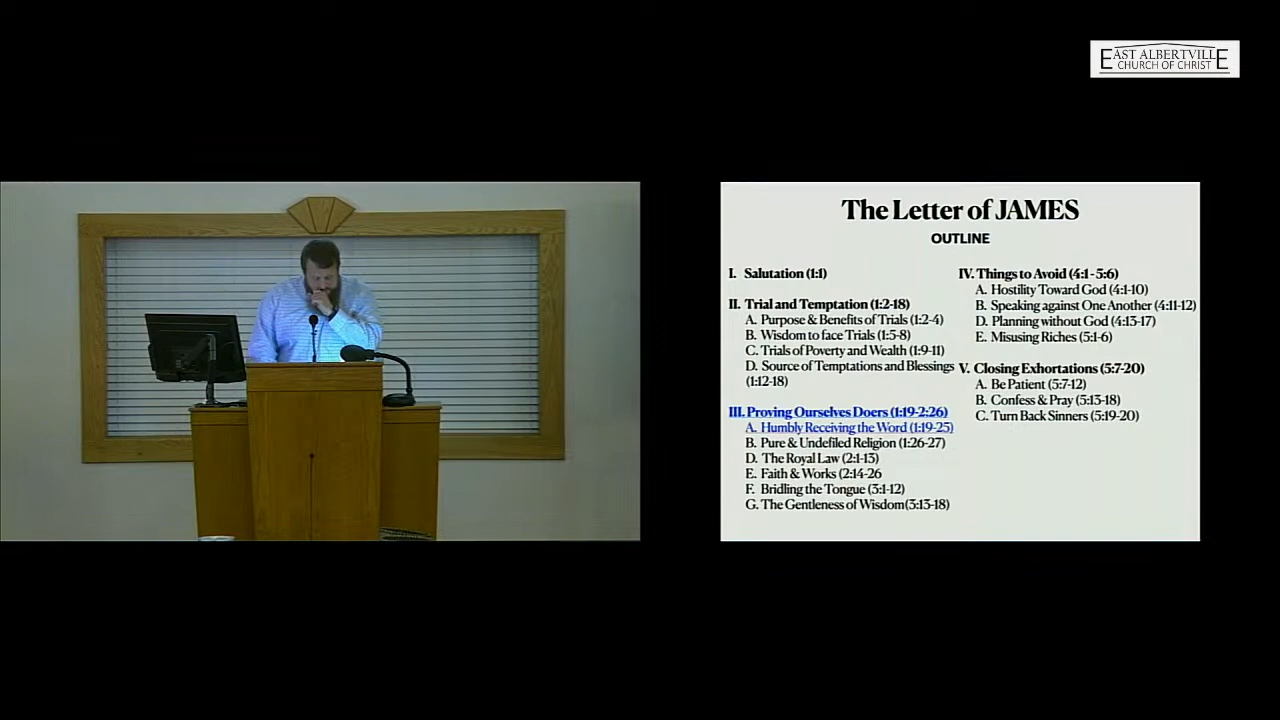 EAST ALBERTVILLE
CHURCH OF CHRIST
The Letter of JAMES
OUTLINE
I. Salutation (1:1)
II. Trial and Temptation (1:2-18)
A. Purpose & Benefits of Trials (1:2-4)
B. Wisdom to face Trials (1:5-8)
C. Trials of Poverty and Wealth (1:9-11)
D. Source of Temptations and Blessings
(1:12-18)
III. Proving Ourselves Doers (1:19-2:26)
A. Humbly Receiving the Word (1:19-25)
B. Pure & Undefiled Religion (1:26-27)
D. The Royal Law (2:1-13)
E. Faith & Works (2:14-26
F. Bridling the Tongue (3:1-12)
G. The Gentleness of Wisdom(3:13-18)
IV. Things to Avoid (4:1 - 5:6)
A. Hostility Toward God (4:1-10)
B. Speaking against One Another (4:11-12)
D. Planning without God (4:13-17)
E. Misusing Riches (5:1-6)
V. Closing Exhortations (5:7-20)
A. Be Patient (5:7-12)
B. Confess & Pray (5:13-18)
C. Turn Back Sinners (5:19-20)